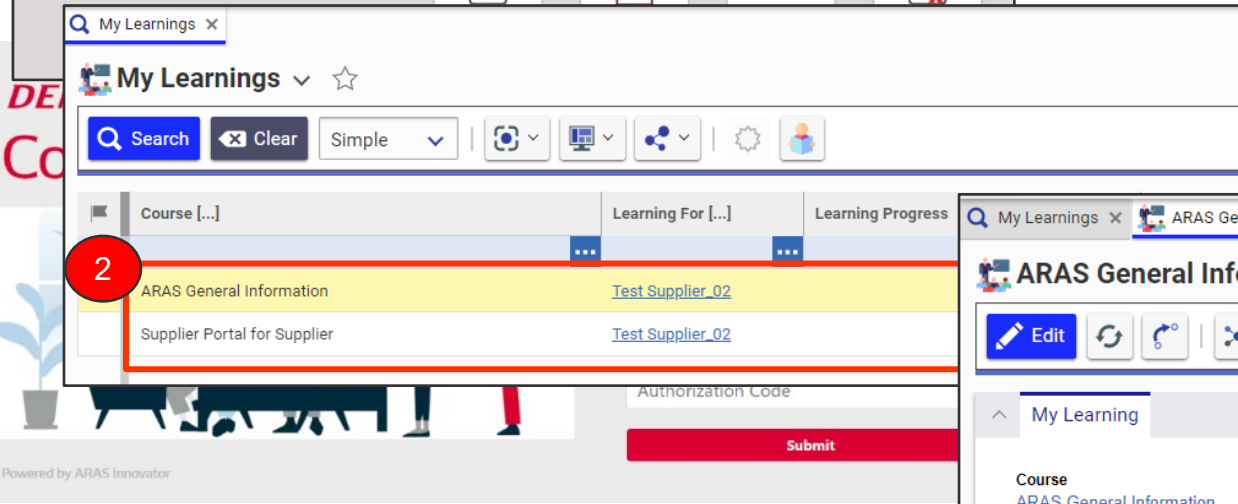 My Learnings
My Learnings
DE
Co
Search Clear Simple
Course [...] Learning For [...] Learning Progress
2
ARAS General Information Test Supplier_02
Supplier Portal for Supplier Test Supplier_02
My Learnings ARAS Ge
ARAS General Inf
Edit
My Learning
Course
ARAS General Information
Authorization Code
Submit
Powered by ARAS Innovator